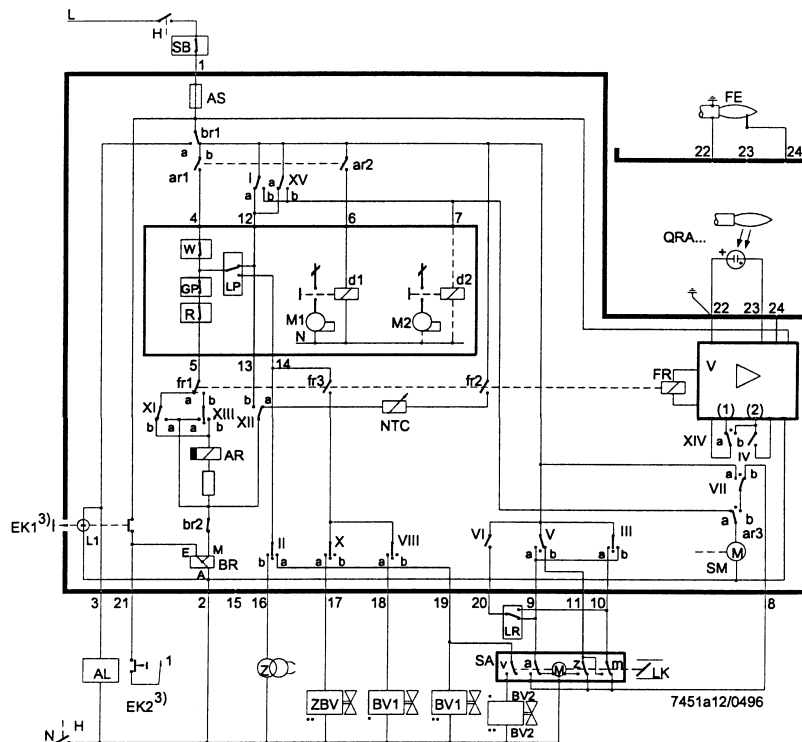 L
H
SB
1
AS
FE
22 23 24
br1
a b
ar1
ar2
I XV
a a b b
4 12 6 7
QRA...
+
W
LP
GP
R
d1
d2
M1
M2
N
22 23 24
V
5 13 14
fr1
fr3
fr2
FR
XI
a b
XIII
b a a b
b a
XII
NTC
(1) (2)
XIV a b
IV
AR
VII
a b
br2
a b
ar3
EK1³⁾
L1
E M
BR
A
II
b a
X
a b
VIII
a b
VI
V
a b
III
a b
M
SM
3 21 2 15 16 17 18 19 20 9 11 10 8
LR
AL
1
EK2³⁾
Z
SA
v a M z m
LK
ZBV
BV1
BV1
BV2
BV2
7451a12/0496
N H